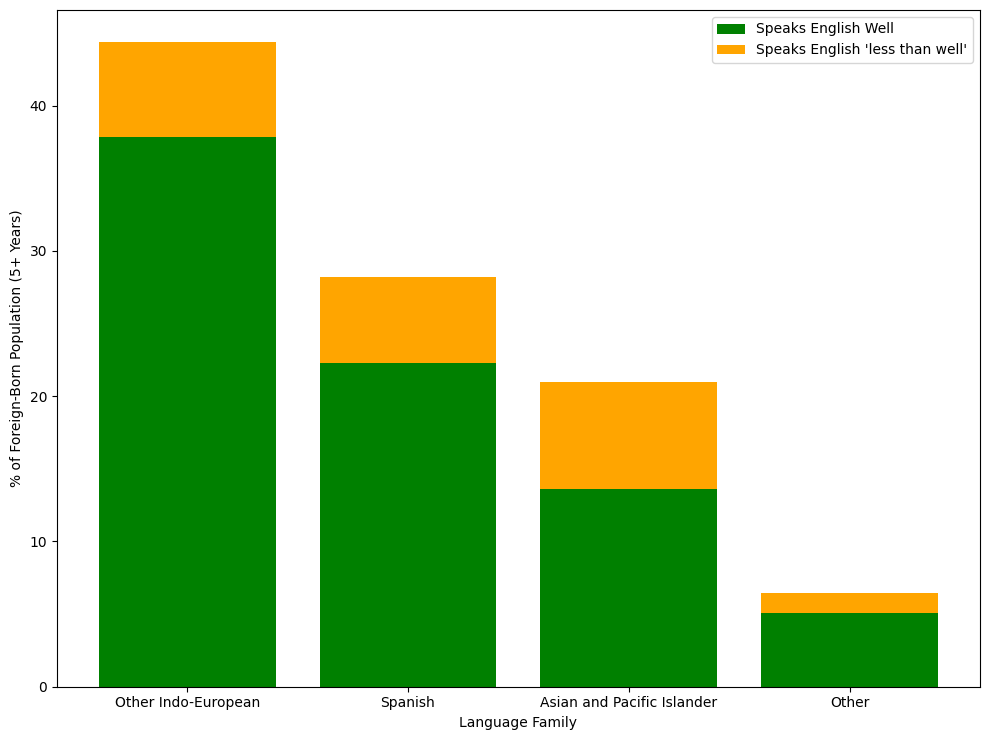 Speaks English Well
Speaks English 'less than well'
% of Foreign-Born Population (5+ Years)
40
30
20
10
0
Other Indo-European
Spanish
Asian and Pacific Islander
Other
Language Family